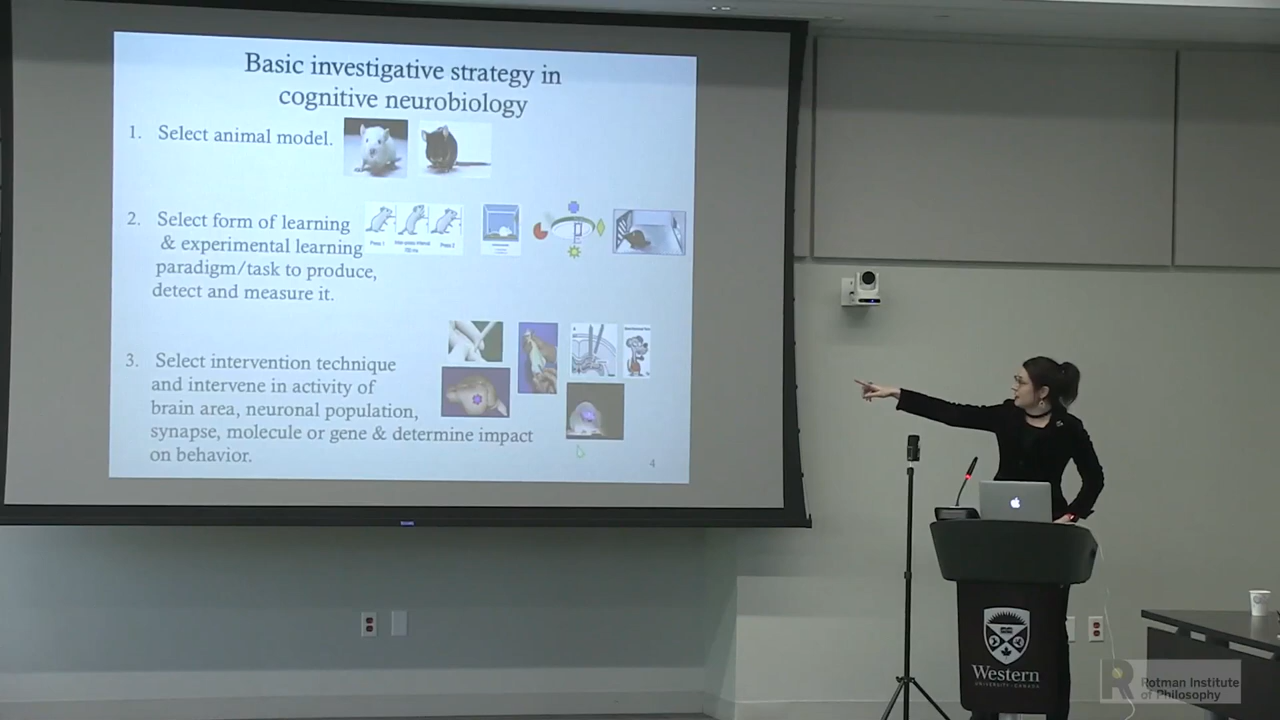 Basic investigative strategy in
cognitive neurobiology
1. Select animal model.
2. Select form of learning
& experimental learning
paradigm/task to produce,
detect and measure it.
3. Select intervention technique
and intervene in activity of
brain area, neuronal population,
synapse, molecule or gene & determine impact
on behavior.
4
Western
UNIVERSITY · CANADA
R
Rotman Institute
of Philosophy